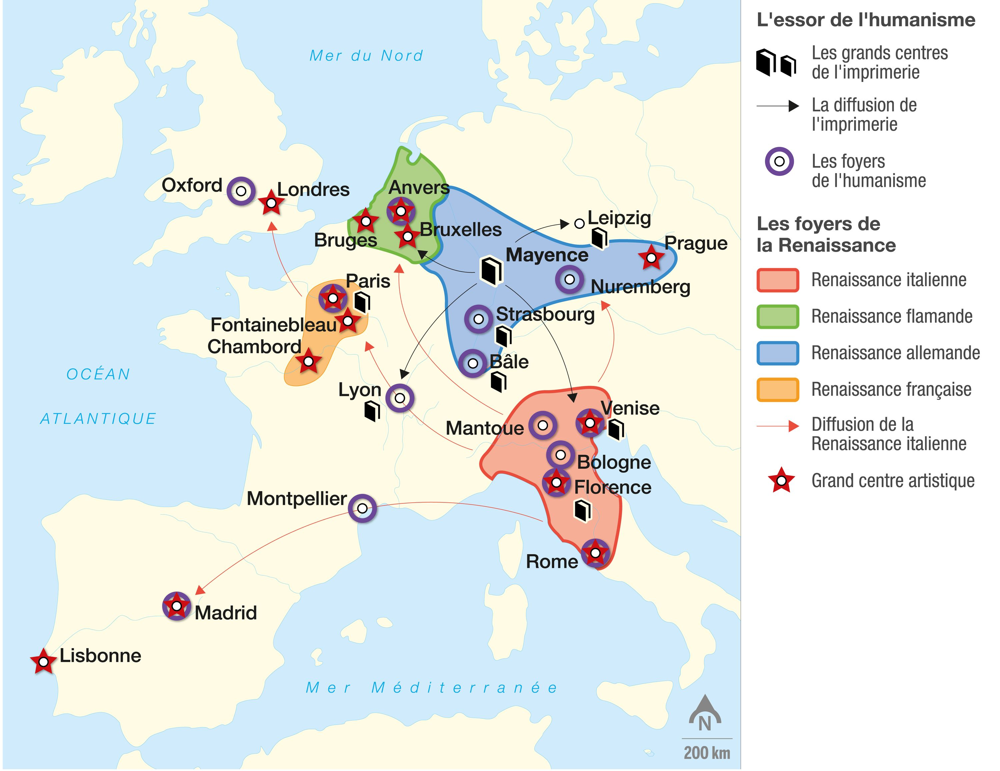 Mer du Nord
Oxford
Londres
Anvers
Bruges
Bruxelles
Leipzig
Prague
Mayence
Nuremberg
Paris
Fontainebleau
Chambord
Strasbourg
Bâle
OCÉAN
ATLANTIQUE
Lyon
Venise
Mantoue
Bologne
Florence
Montpellier
Rome
Madrid
Lisbonne
Mer Méditerranée
N
200 km
L'essor de l'humanisme
Les grands centres
de l'imprimerie
La diffusion de
l'imprimerie
Les foyers
de l'humanisme
Les foyers de
la Renaissance
Renaissance italienne
Renaissance flamande
Renaissance allemande
Renaissance française
Diffusion de la
Renaissance italienne
Grand centre artistique